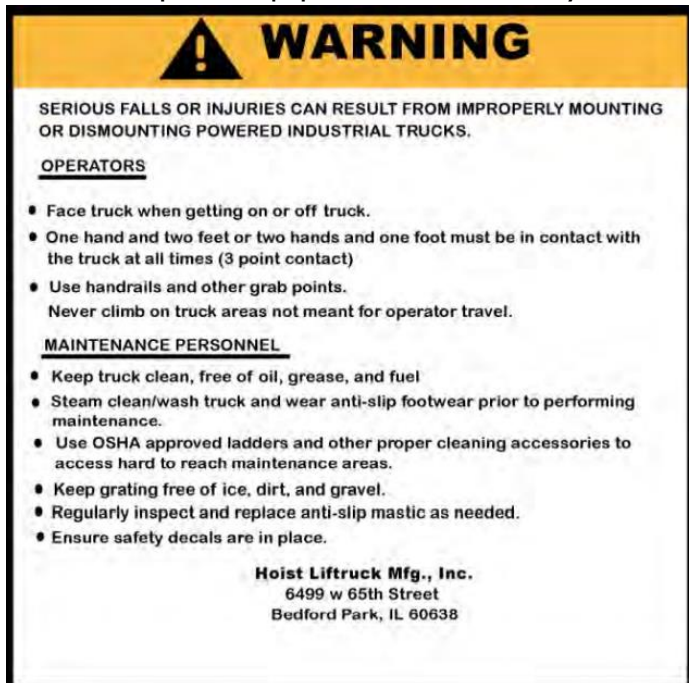 WARNING
SERIOUS FALLS OR INJURIES CAN RESULT FROM IMPROPERLY MOUNTING
OR DISMOUNTING POWERED INDUSTRIAL TRUCKS.
OPERATORS
• Face truck when getting on or off truck.
• One hand and two feet or two hands and one foot must be in contact with
the truck at all times (3 point contact)
• Use handrails and other grab points.
Never climb on truck areas not meant for operator travel.
MAINTENANCE PERSONNEL
• Keep truck clean, free of oil, grease, and fuel
• Steam clean/wash truck and wear anti-slip footwear prior to performing
maintenance.
• Use OSHA approved ladders and other proper cleaning accessories to
access hard to reach maintenance areas.
• Keep grating free of ice, dirt, and gravel.
• Regularly inspect and replace anti-slip mastic as needed.
• Ensure safety decals are in place.
Hoist Liftruck Mfg., Inc.
6499 w 65th Street
Bedford Park, IL 60638